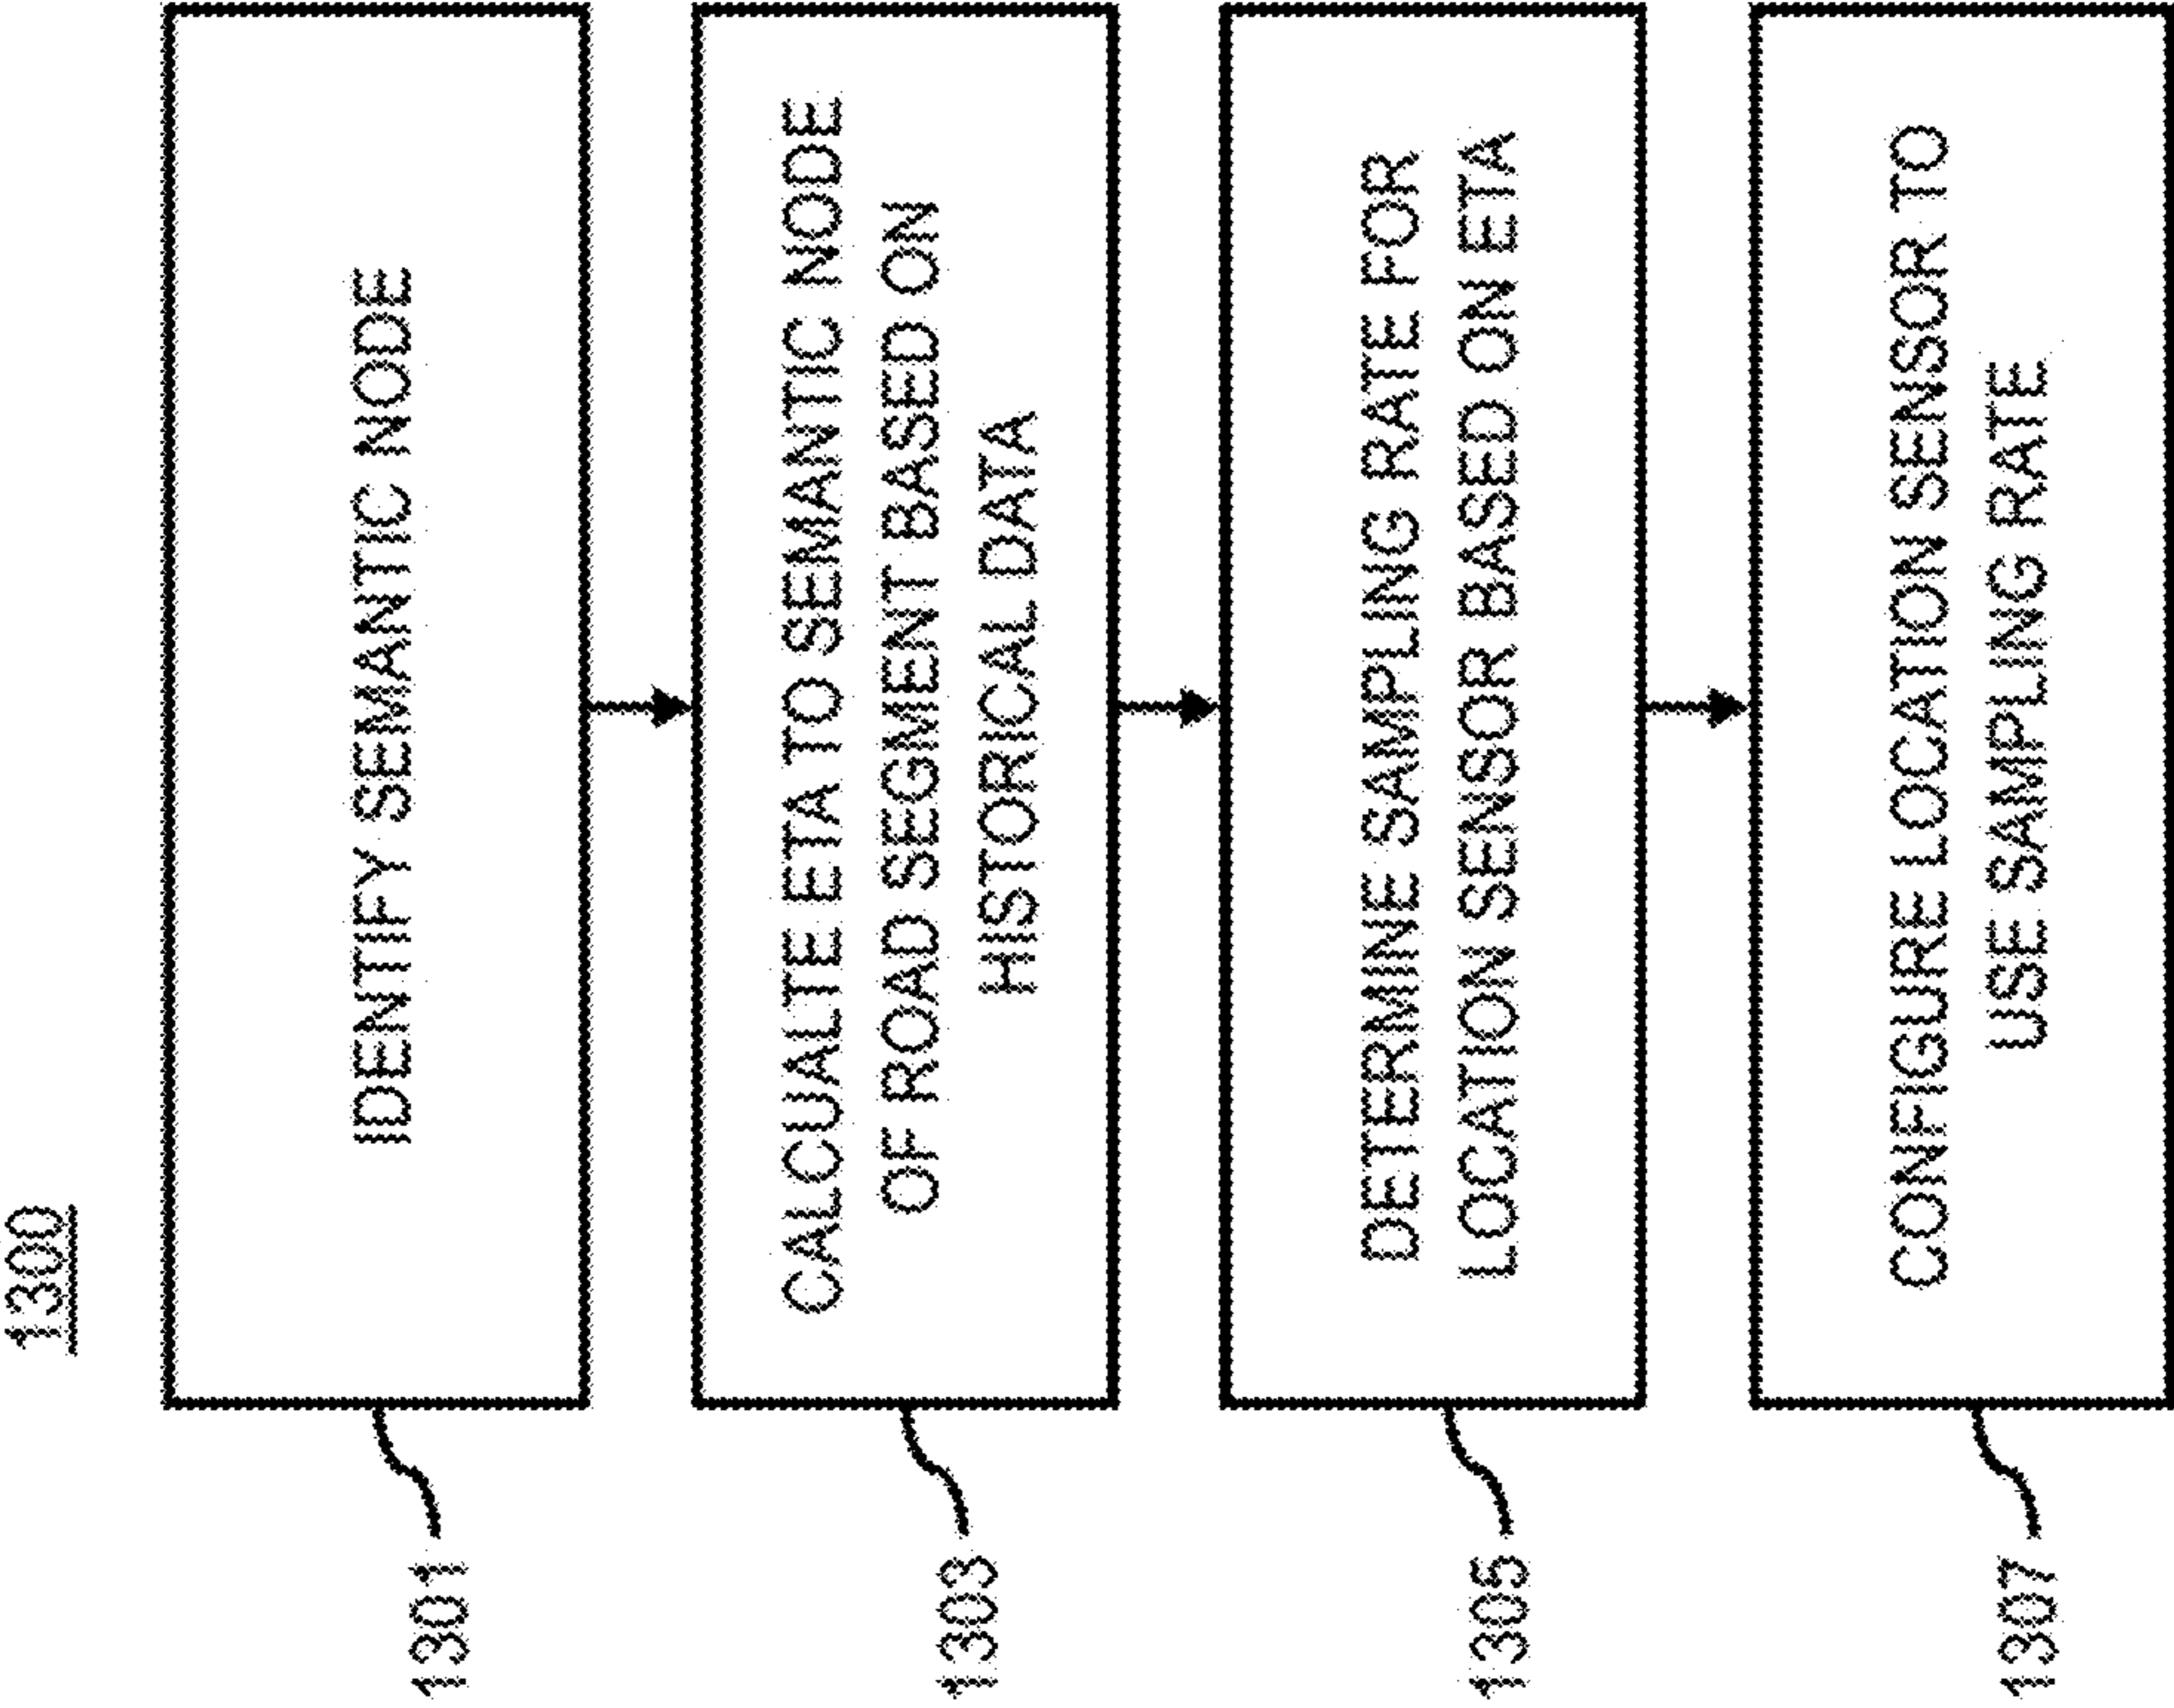 1300
1301
IDENTIFY SEMANTIC NODE
1303
CALCUALTE ETA TO SEMANTIC NODE
OF ROAD SEGMENT BASED ON
HISTORICAL DATA
1305
DETERMINE SAMPLING RATE FOR
LOCATION SENSOR BASED ON ETA
1307
CONFIGURE LOCATION SENSOR TO
USE SAMPLING RATE